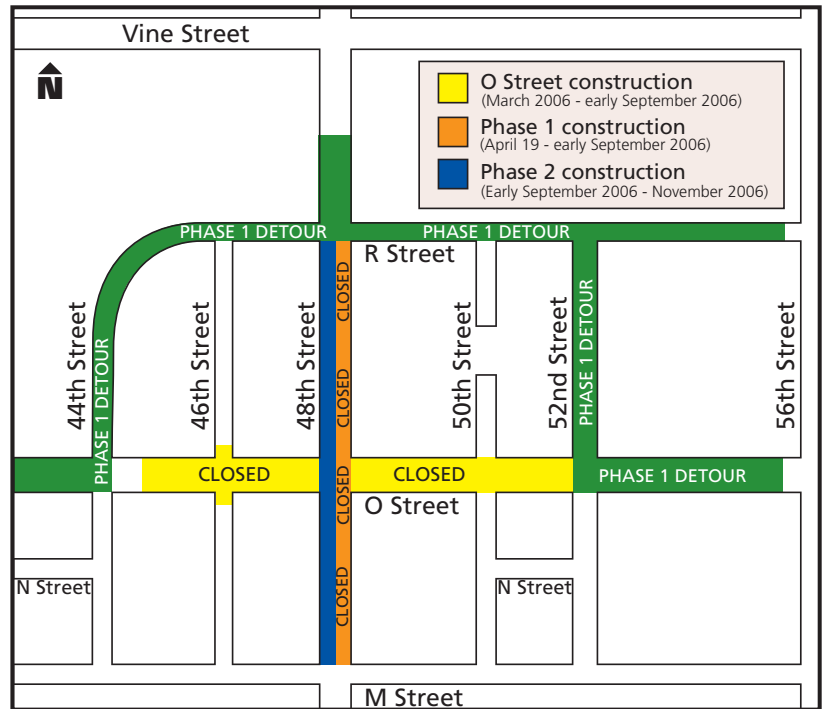 Vine Street
N
O Street construction
(March 2006 - early September 2006)
Phase 1 construction
(April 19 - early September 2006)
Phase 2 construction
(Early September 2006 - November 2006)
PHASE 1 DETOUR
PHASE 1 DETOUR
R Street
44th Street
PHASE 1 DETOUR
46th Street
48th Street
CLOSED
CLOSED
CLOSED
CLOSED
50th Street
52nd Street
PHASE 1 DETOUR
56th Street
CLOSED
CLOSED
PHASE 1 DETOUR
O Street
N Street
N Street
M Street